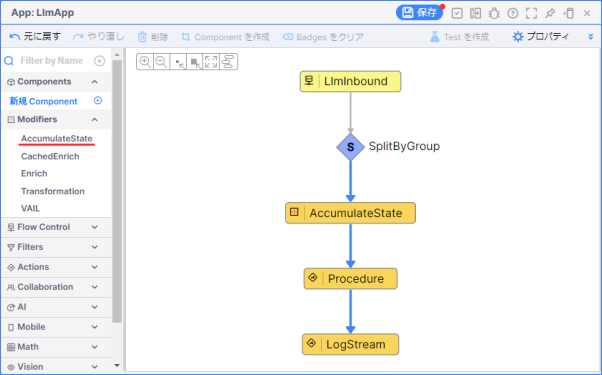 App: LlmApp
保存
元に戻す やり直し 削除 Component を作成 Badges をクリア Test を作成 プロパティ
Filter by Name
Components
新規 Component
Modifiers
AccumulateState
CachedEnrich
Enrich
Transformation
VAIL
Flow Control
Filters
Actions
Collaboration
AI
Mobile
Math
Vision
LlmInbound
S SplitByGroup
AccumulateState
Procedure
LogStream